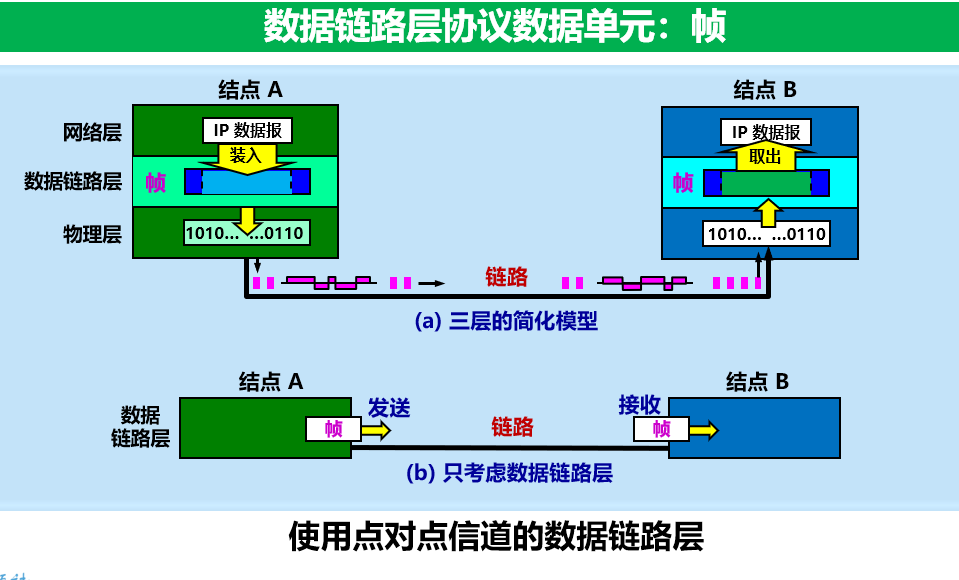 数据链路层协议数据单元：帧
结点 A
结点 B
网络层
IP 数据报
IP 数据报
装入
取出
数据链路层
帧
帧
物理层
1010… …0110
1010… …0110
链路
(a) 三层的简化模型
结点 A
结点 B
数据
链路层
发送
接收
帧
链路
帧
(b) 只考虑数据链路层
使用点对点信道的数据链路层